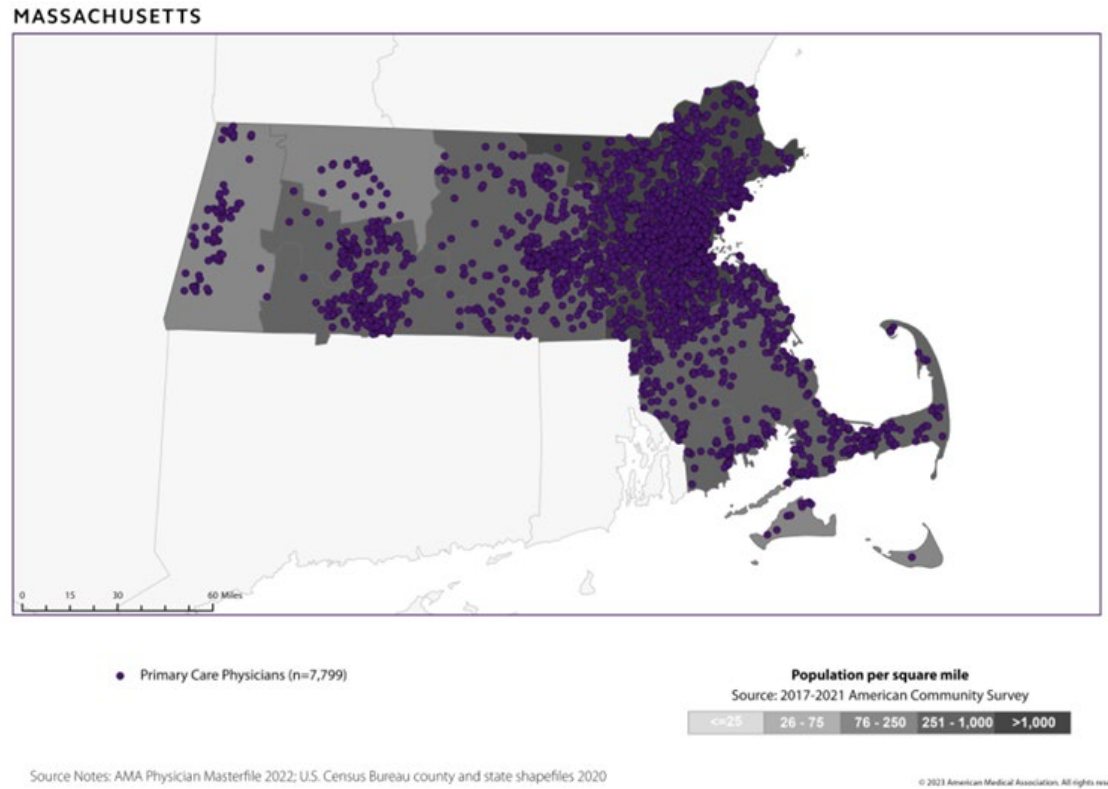 MASSACHUSETTS
0 15 30 60 Miles
Primary Care Physicians (n=7,799)
Population per square mile
Source: 2017-2021 American Community Survey
<=25 26 - 75 76 - 250 251 - 1,000 >1,000
Source Notes: AMA Physician Masterfile 2022; U.S. Census Bureau county and state shapefiles 2020
© 2023 American Medical Association. All rights